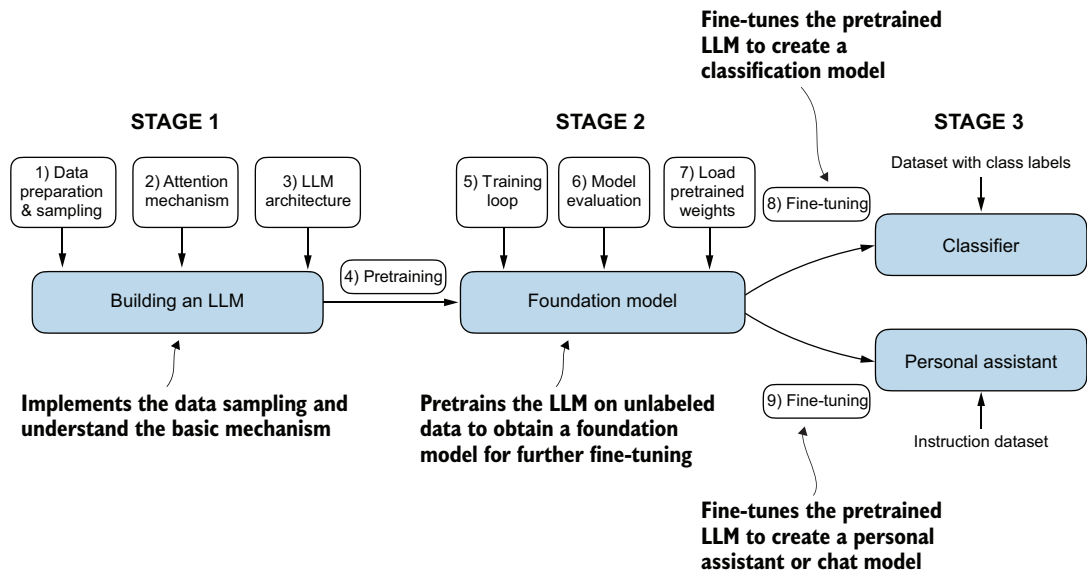 Fine-tunes the pretrained
LLM to create a
classification model
STAGE 1
STAGE 2
STAGE 3
1) Data
preparation
& sampling
2) Attention
mechanism
3) LLM
architecture
5) Training
loop
6) Model
evaluation
7) Load
pretrained
weights
8) Fine-tuning
Dataset with class labels
Classifier
4) Pretraining
Building an LLM
Foundation model
Personal assistant
Implements the data sampling and
understand the basic mechanism
Pretrains the LLM on unlabeled
data to obtain a foundation
model for further fine-tuning
9) Fine-tuning
Instruction dataset
Fine-tunes the pretrained
LLM to create a personal
assistant or chat model